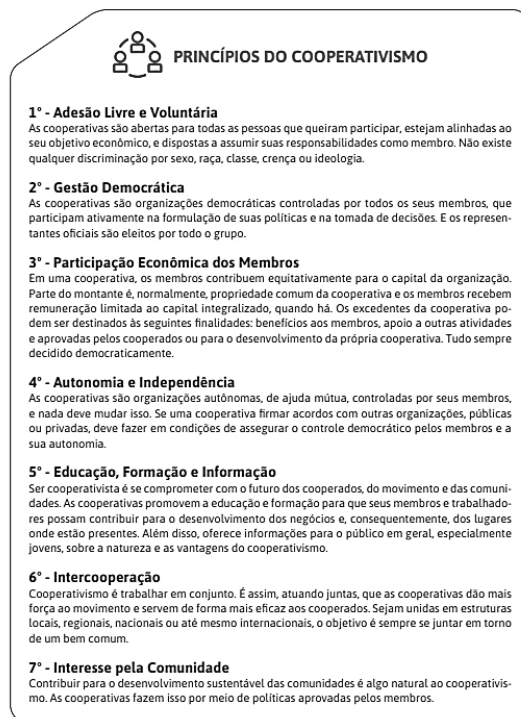 PRINCÍPIOS DO COOPERATIVISMO
1° - Adesão Livre e Voluntária
As cooperativas são abertas para todas as pessoas que queiram participar, estejam alinhadas ao
seu objetivo econômico, e dispostas a assumir suas responsabilidades como membro. Não existe
qualquer discriminação por sexo, raça, classe, crença ou ideologia.
2° - Gestão Democrática
As cooperativas são organizações democráticas controladas por todos os seus membros, que
participam ativamente na formulação de suas políticas e na tomada de decisões. E os represen-
tantes oficiais são eleitos por todo o grupo.
3° - Participação Econômica dos Membros
Em uma cooperativa, os membros contribuem equitativamente para o capital da organização.
Parte do montante é, normalmente, propriedade comum da cooperativa e os membros recebem
remuneração limitada ao capital integralizado, quando há. Os excedentes da cooperativa po-
dem ser destinados às seguintes finalidades: benefícios aos membros, apoio a outras atividades
e aprovadas pelos cooperados ou para o desenvolvimento da própria cooperativa. Tudo sempre
decidido democraticamente.
4° - Autonomia e Independência
As cooperativas são organizações autônomas, de ajuda mútua, controladas por seus membros,
e nada deve mudar isso. Se uma cooperativa firmar acordos com outras organizações, públicas
ou privadas, deve fazer em condições de assegurar o controle democrático pelos membros e a
sua autonomia.
5° - Educação, Formação e Informação
Ser cooperativista é se comprometer com o futuro dos cooperados, do movimento e das comuni-
dades. As cooperativas promovem a educação e formação para que seus membros e trabalhado-
res possam contribuir para o desenvolvimento dos negócios e, consequentemente, dos lugares
onde estão presentes. Além disso, oferece informações para o público em geral, especialmente
jovens, sobre a natureza e as vantagens do cooperativismo.
6° - Intercooperação
Cooperativismo é trabalhar em conjunto. É assim, atuando juntas, que as cooperativas dão mais
força ao movimento e servem de forma mais eficaz aos cooperados. Sejam unidas em estruturas
locais, regionais, nacionais ou até mesmo internacionais, o objetivo é sempre se juntar em torno
de um bem comum.
7° - Interesse pela Comunidade
Contribuir para o desenvolvimento sustentável das comunidades é algo natural ao cooperativis-
mo. As cooperativas fazem isso por meio de políticas aprovadas pelos membros.